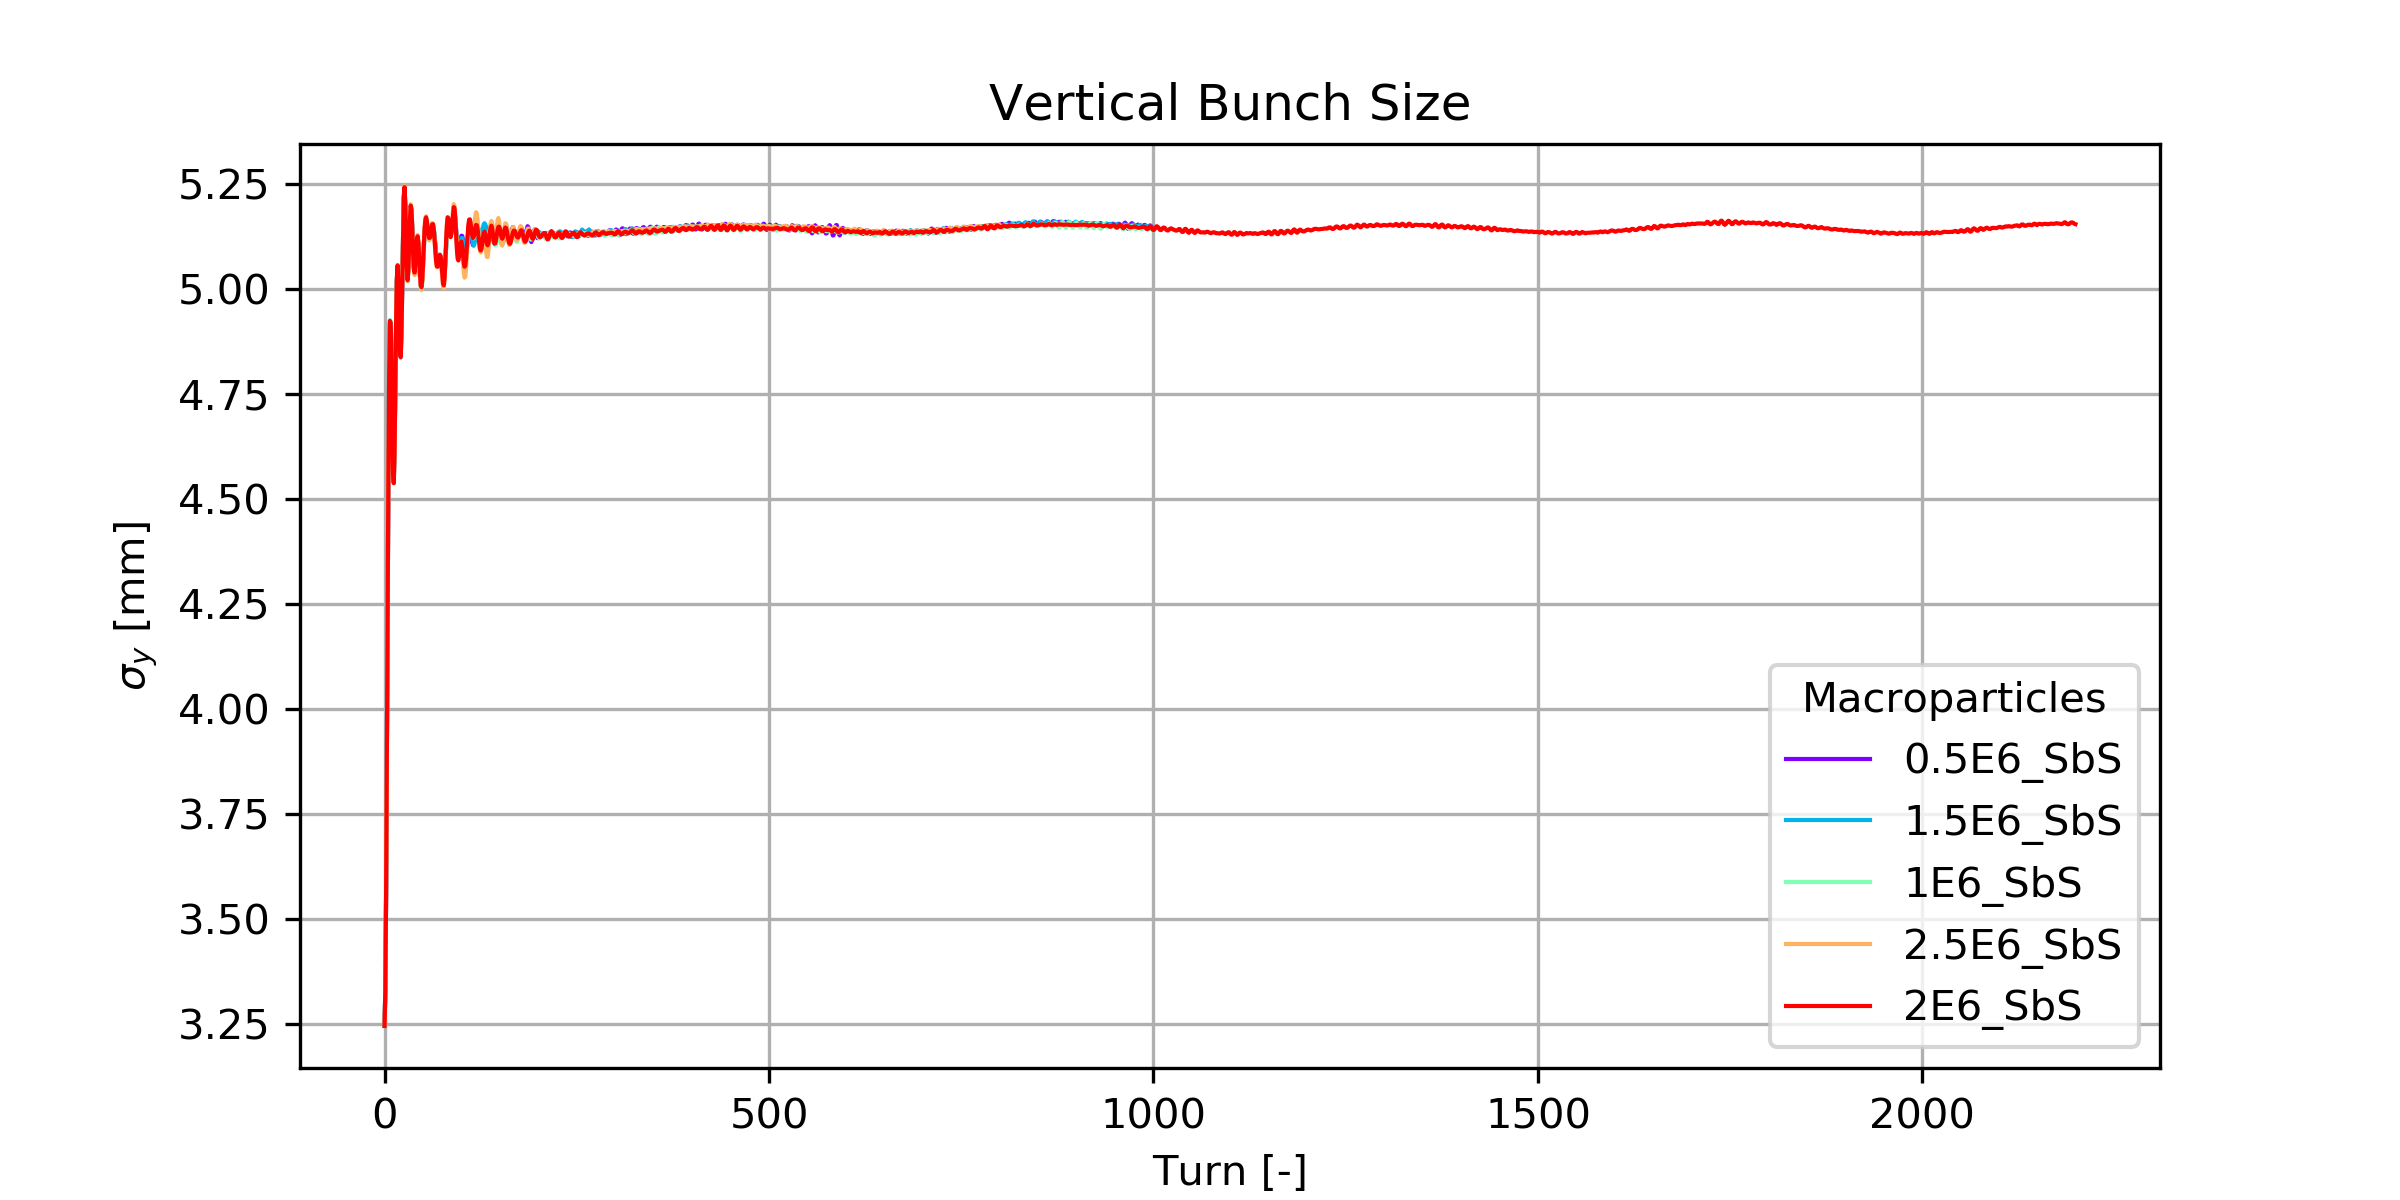 Vertical Bunch Size
5.25
5.00
4.75
4.50
4.25
4.00
3.75
3.50
3.25
σy [mm]
0 500 1000 1500 2000
Turn [-]
Macroparticles
0.5E6_SbS
1.5E6_SbS
1E6_SbS
2.5E6_SbS
2E6_SbS